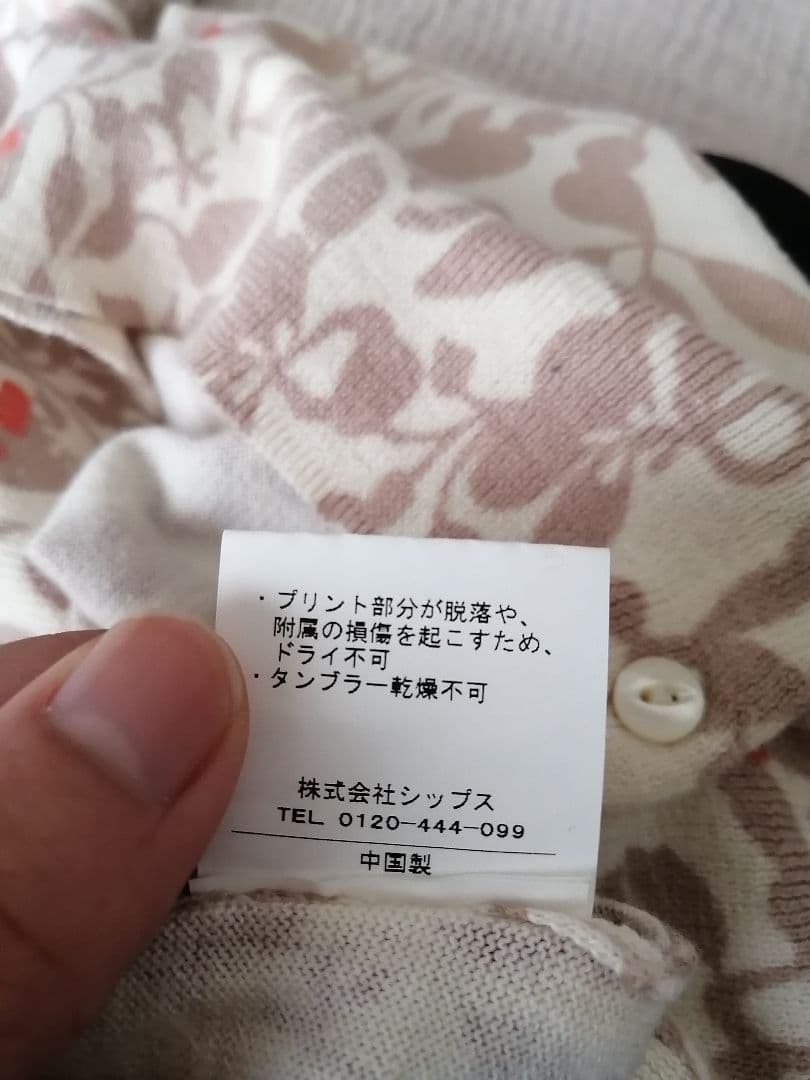 ・プリント部分が脱落や、
附属の損傷を起こすため、
ドライ不可
・タンブラー乾燥不可
株式会社シップス
TEL 0120-444-099
中国製